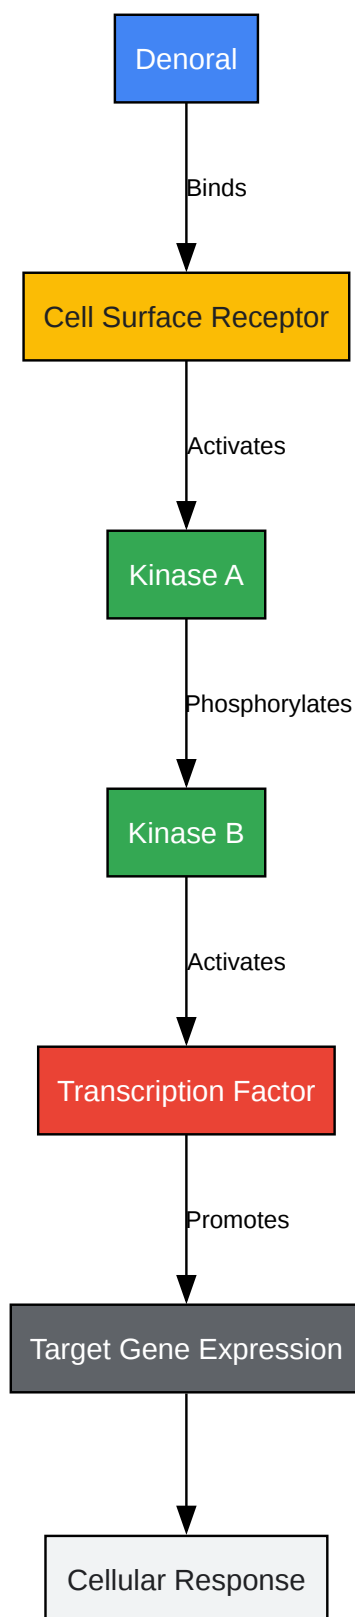 Denoral
Binds
Cell Surface Receptor
Activates
Kinase A
Phosphorylates
Kinase B
Activates
Transcription Factor
Promotes
Target Gene Expression
Cellular Response